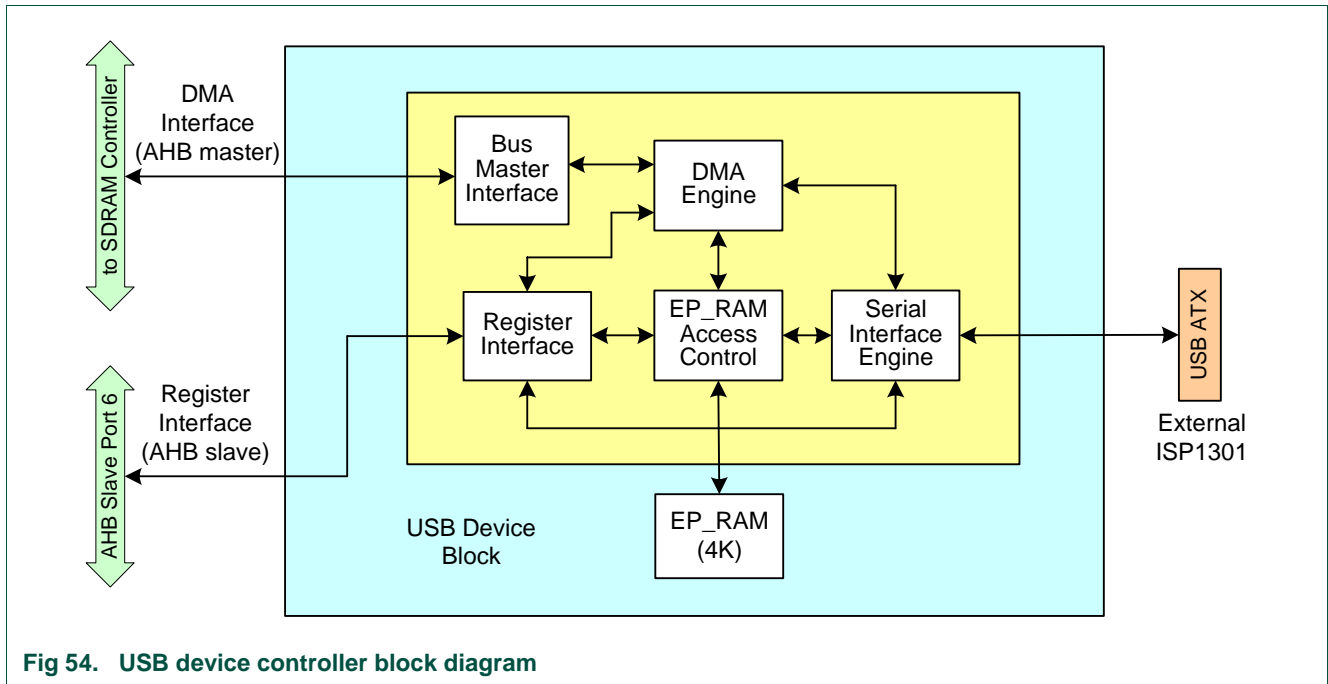 to SDRAM Controller
DMA
Interface
(AHB master)
Bus
Master
Interface
DMA
Engine
Register
Interface
EP_RAM
Access
Control
Serial
Interface
Engine
USB ATX
External
ISP1301
AHB Slave Port 6
Register
Interface
(AHB slave)
USB Device
Block
EP_RAM
(4K)
Fig 54. USB device controller block diagram